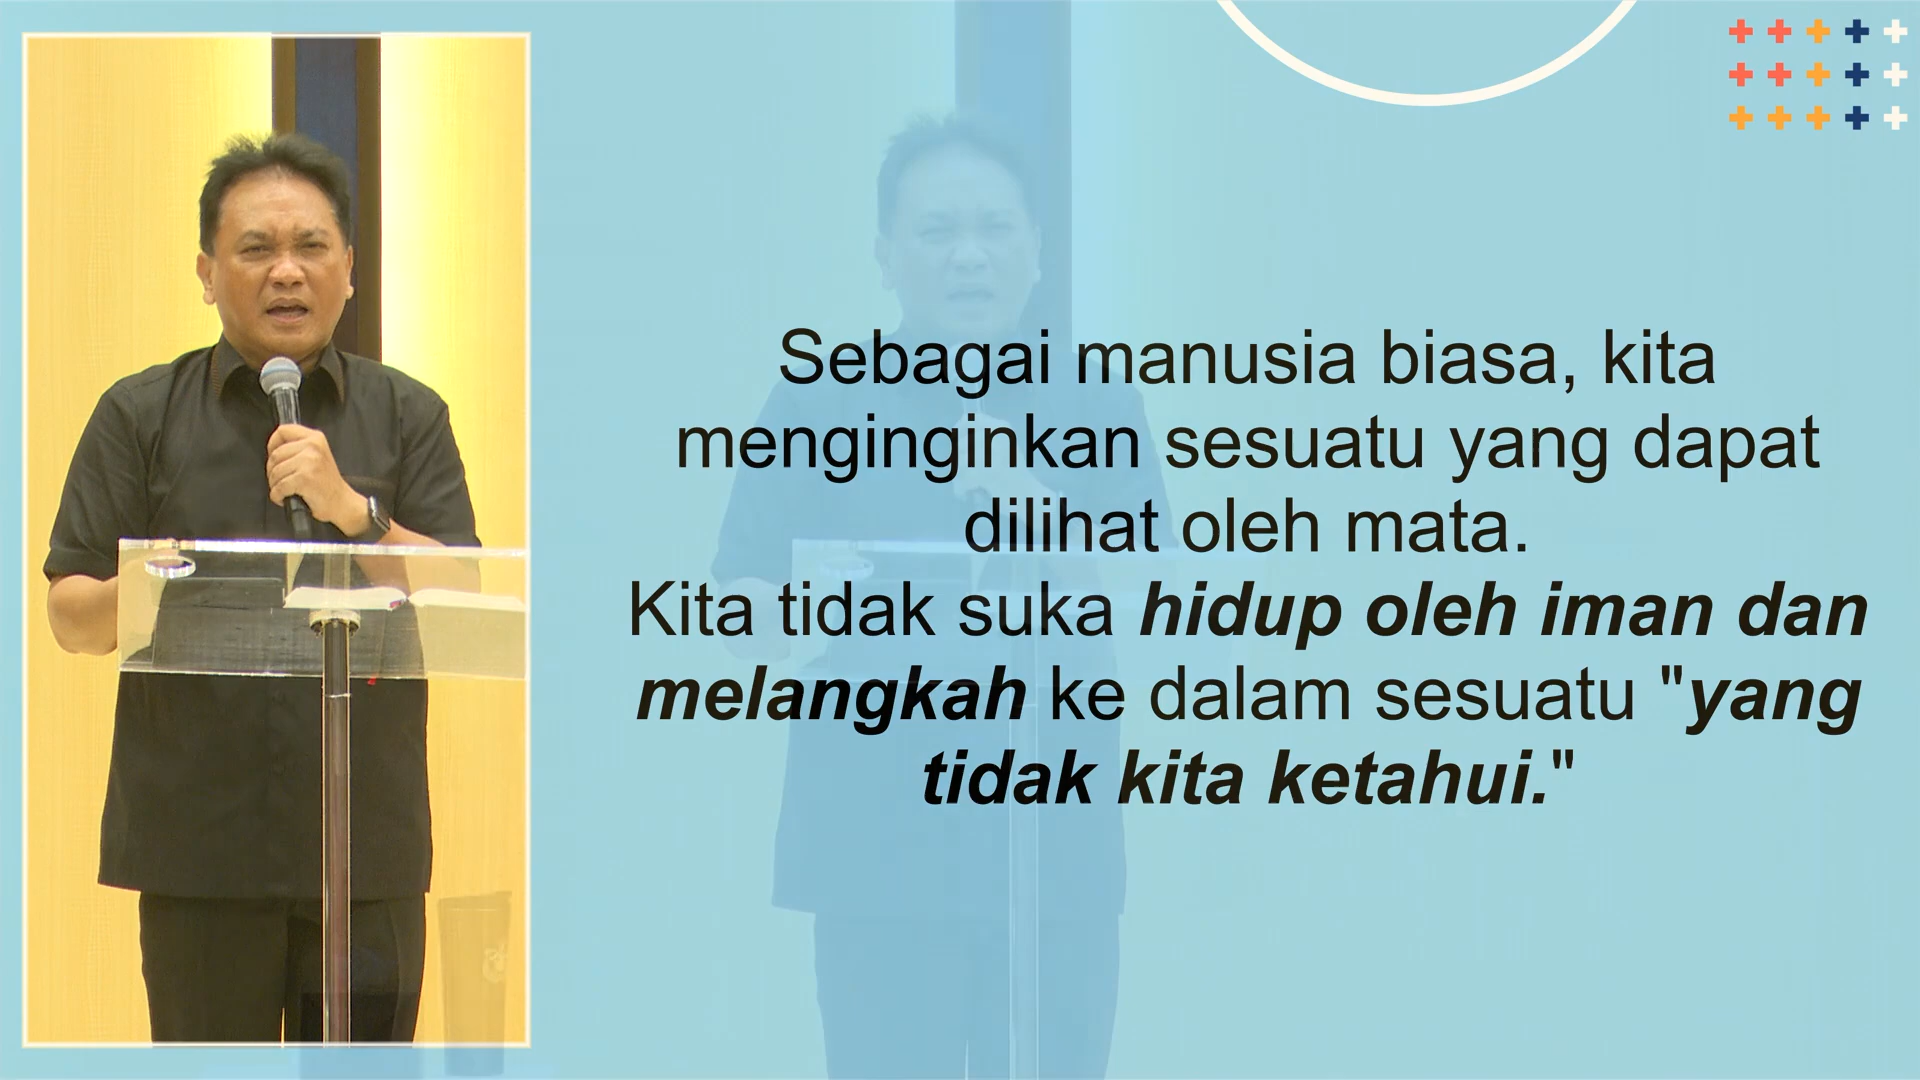 Sebagai manusia biasa, kita
menginginkan sesuatu yang dapat
dilihat oleh mata.
Kita tidak suka hidup oleh iman dan
melangkah ke dalam sesuatu "yang
tidak kita ketahui."